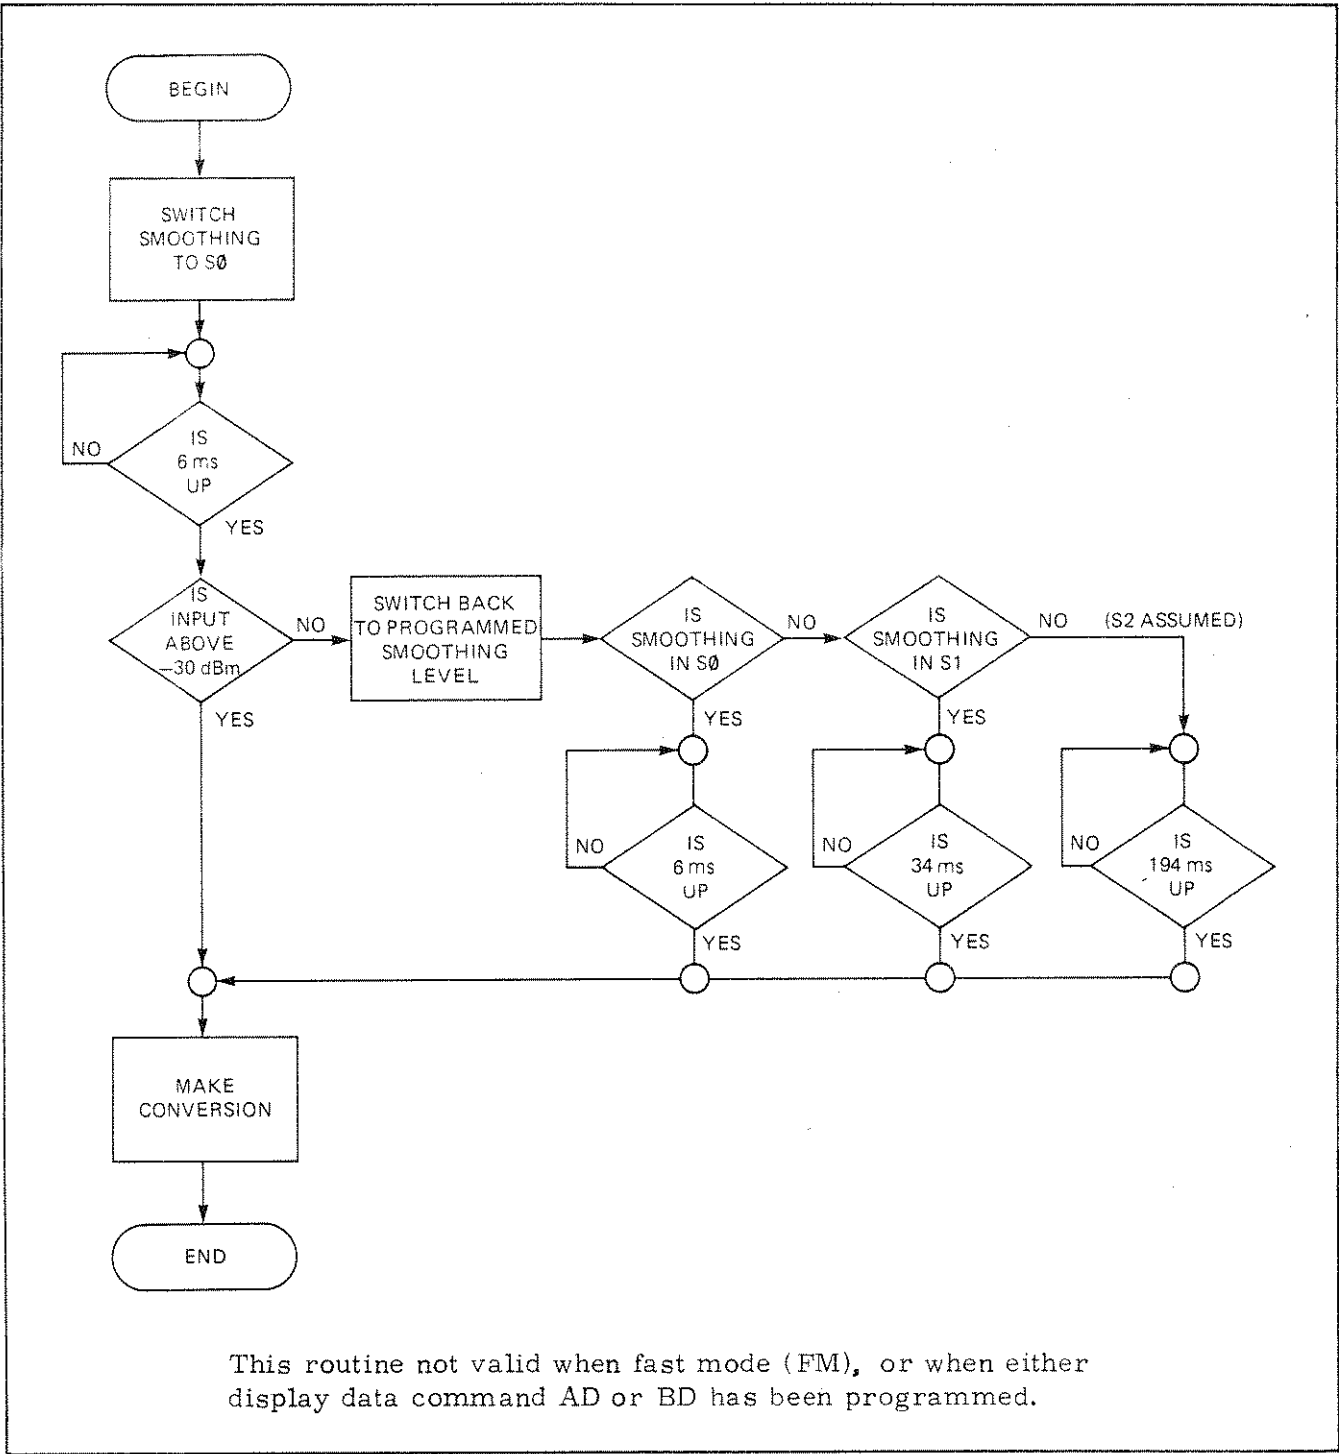 BEGIN
SWITCH
SMOOTHING
TO SØ
NO
IS
6 ms
UP
YES
IS
INPUT
ABOVE
—30 dBm
NO
YES
SWITCH BACK
TO PROGRAMMED
SMOOTHING
LEVEL
IS
SMOOTHING
IN SØ
NO
YES
IS
SMOOTHING
IN S1
NO
(S2 ASSUMED)
YES
NO
IS
6 ms
UP
YES
NO
IS
34 ms
UP
YES
NO
IS
194 ms
UP
YES
MAKE
CONVERSION
END
This routine not valid when fast mode (FM), or when either
display data command AD or BD has been programmed.